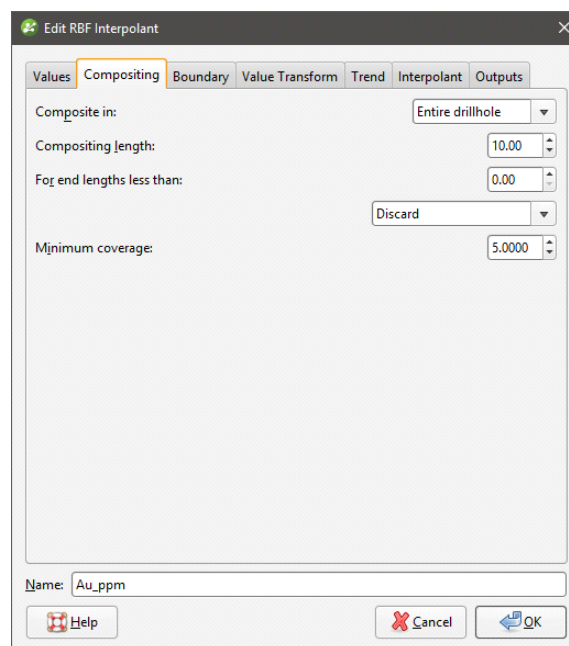 Edit RBF Interpolant
Values Compositing Boundary Value Transform Trend Interpolant Outputs
Composite in: Entire drillhole
Compositing length: 10.00
For end lengths less than: 0.00
Discard
Minimum coverage: 5.0000
Name: Au_ppm
Help Cancel OK